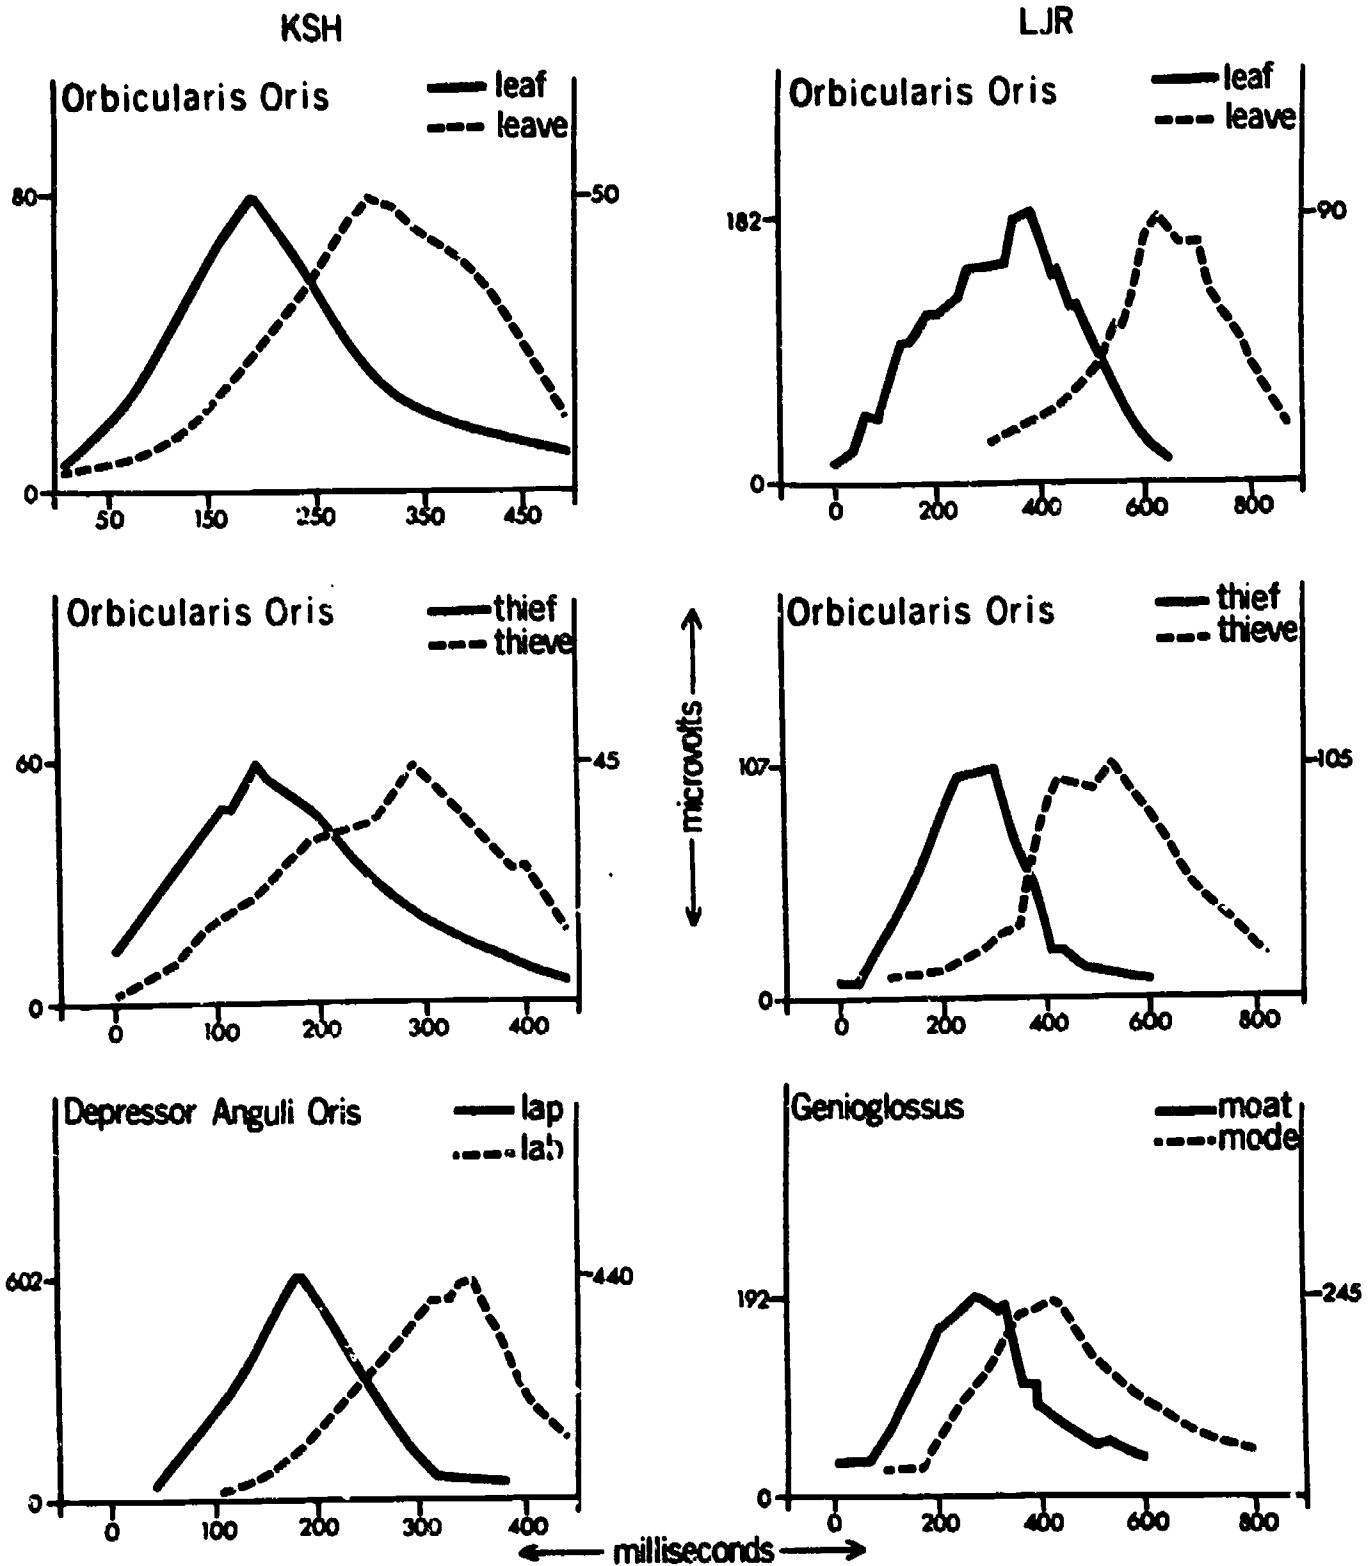 KSH
Orbicularis Oris
leaf
leave
80
50
0
50 150 250 350 450
LJR
Orbicularis Oris
leaf
leave
182
90
0
0 200 400 600 800
Orbicularis Oris
thief
thieve
60
45
0
0 100 200 300 400
microvolts
Orbicularis Oris
thief
thieve
107
105
0
0 200 400 600 800
Depressor Anguli Oris
lap
lab
602
440
0
0 100 200 300 400
Genioglossus
moat
mode
192
245
0
0 200 400 600 800
milliseconds